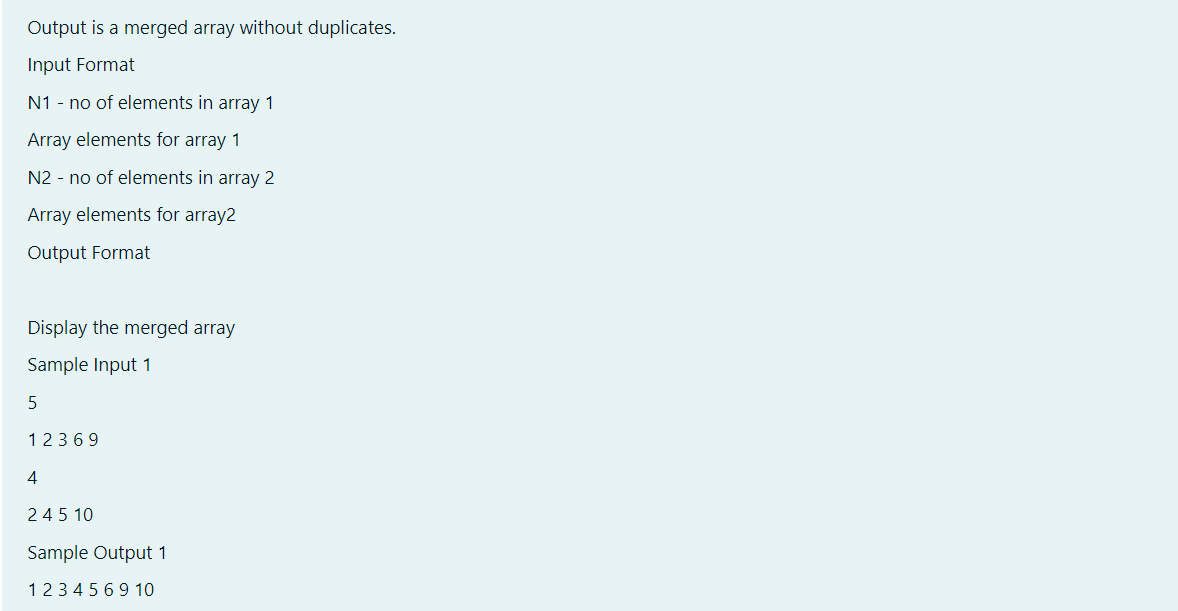 Output is a merged array without duplicates.
Input Format
N1 - no of elements in array 1
Array elements for array 1
N2 - no of elements in array 2
Array elements for array2
Output Format
Display the merged array
Sample Input 1
5
1 2 3 6 9
4
2 4 5 10
Sample Output 1
1 2 3 4 5 6 9 10